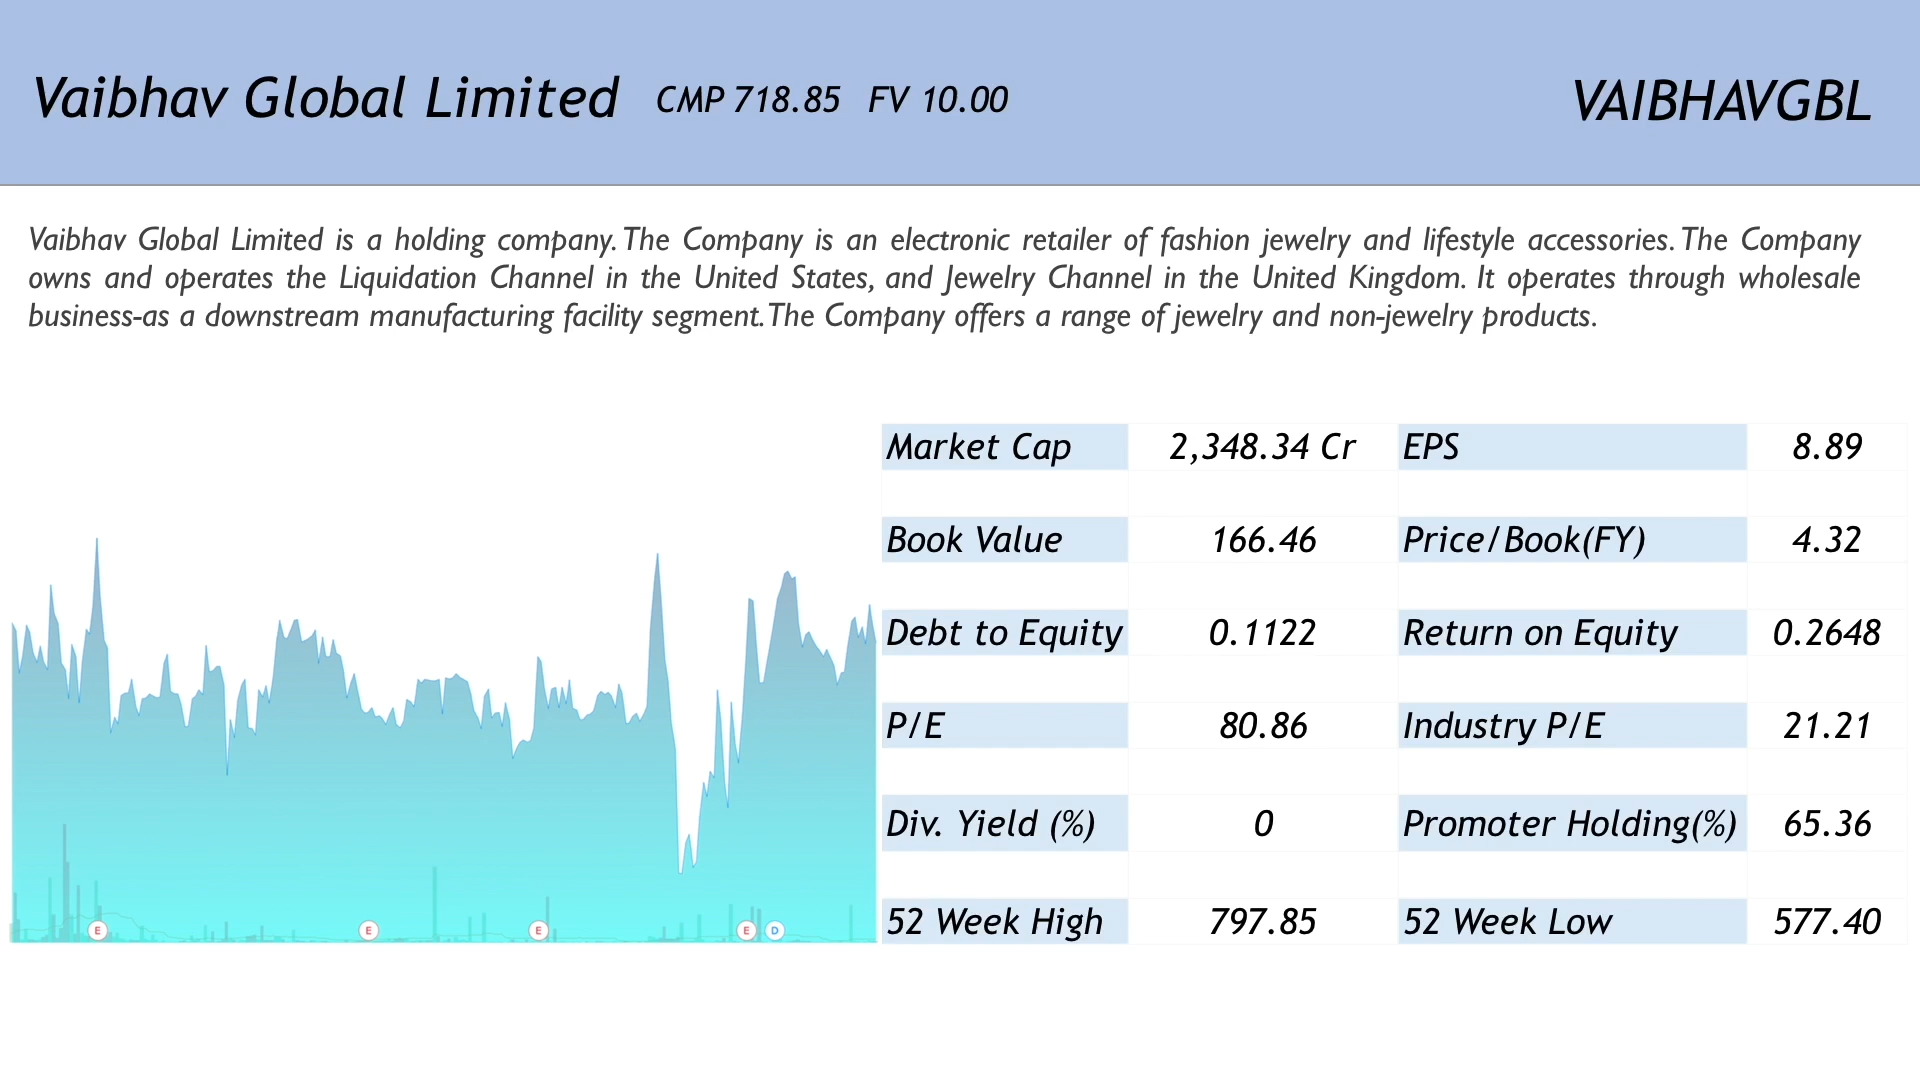 Vaibhav Global Limited CMP 718.85 FV 10.00 VAIBHAVGBL
Vaibhav Global Limited is a holding company. The Company is an electronic retailer of fashion jewelry and lifestyle accessories. The Company
owns and operates the Liquidation Channel in the United States, and Jewelry Channel in the United Kingdom. It operates through wholesale
business-as a downstream manufacturing facility segment. The Company offers a range of jewelry and non-jewelry products.
Market Cap 2,348.34 Cr EPS 8.89
Book Value 166.46 Price/Book(FY) 4.32
Debt to Equity 0.1122 Return on Equity 0.2648
P/E 80.86 Industry P/E 21.21
Div. Yield (%) 0 Promoter Holding(%) 65.36
52 Week High 797.85 52 Week Low 577.40
E E E E D